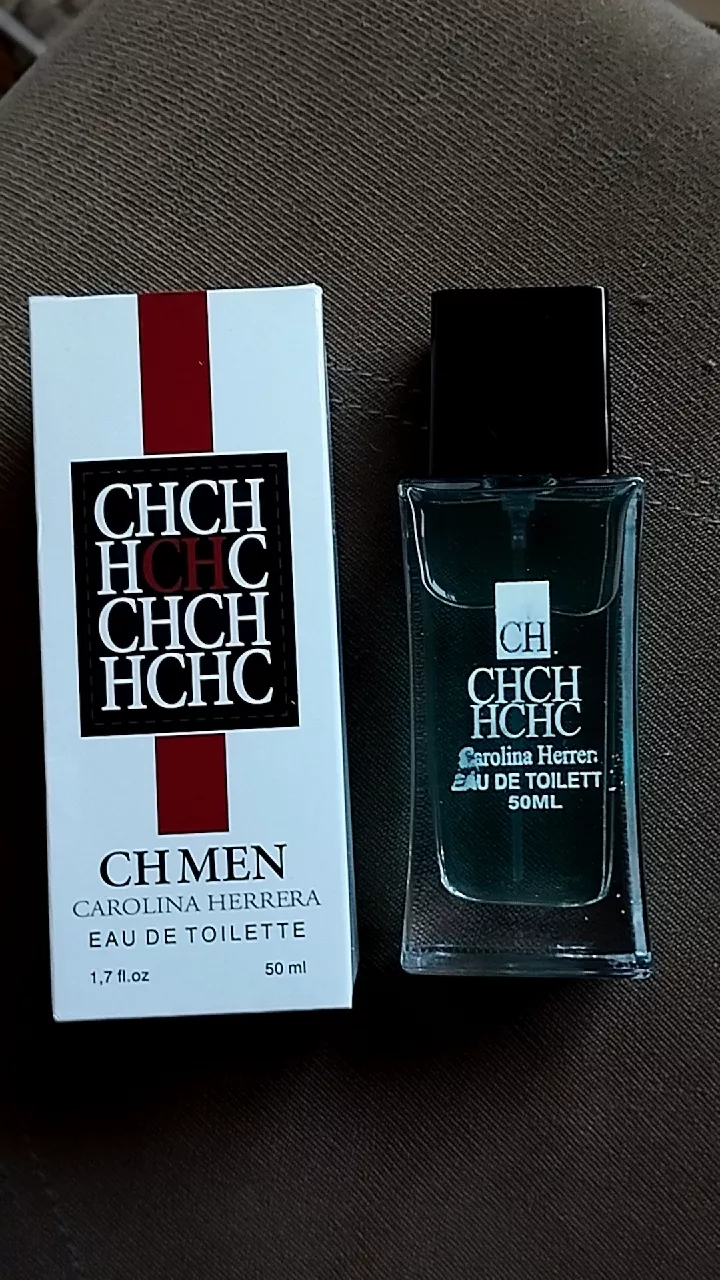 CHCH
HCHC
CHCH
HCHC
CH MEN
CAROLINA HERRERA
EAU DE TOILETTE
1,7 fl.oz 50 ml
CH.
CHCH
HCHC
Carolina Herrer
EAU DE TOILETT
50ML